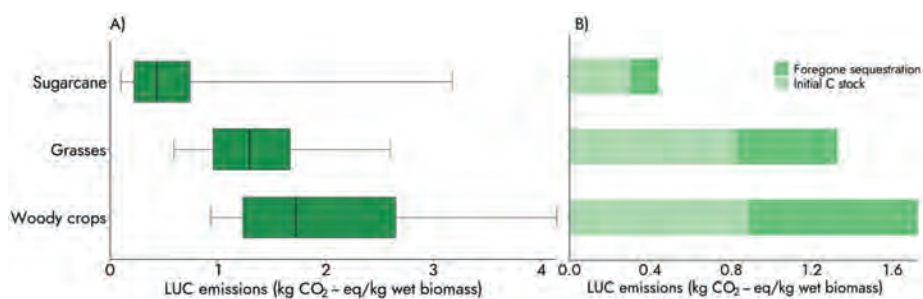 A)
Sugarcane
Grasses
Woody crops
0 1 2 3 4
LUC emissions (kg CO₂ – eq/kg wet biomass)
B)
Foregone sequestration
Initial C stock
0.0 0.4 0.8 1.2 1.6
LUC emissions (kg CO₂ – eq/kg wet biomass)